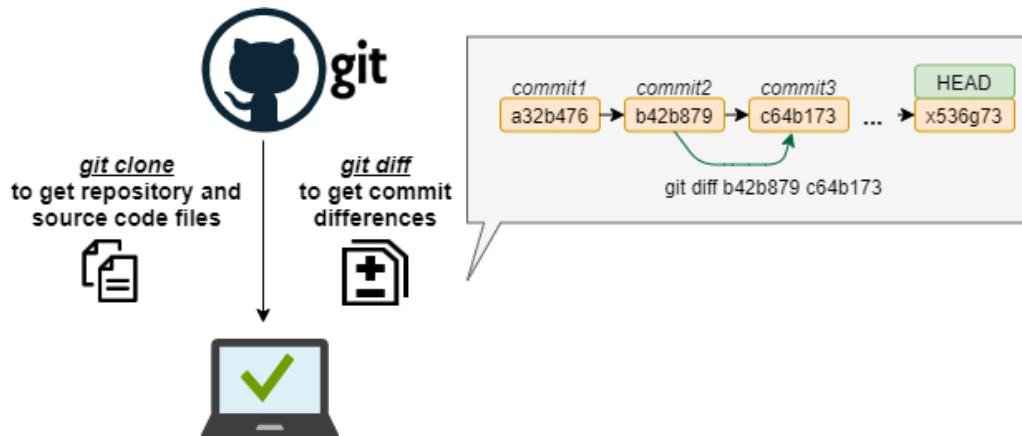 git
git clone
to get repository and
source code files
git diff
to get commit
differences
commit1
commit2
commit3
HEAD
a32b476
b42b879
c64b173
...
x536g73
git diff b42b879 c64b173